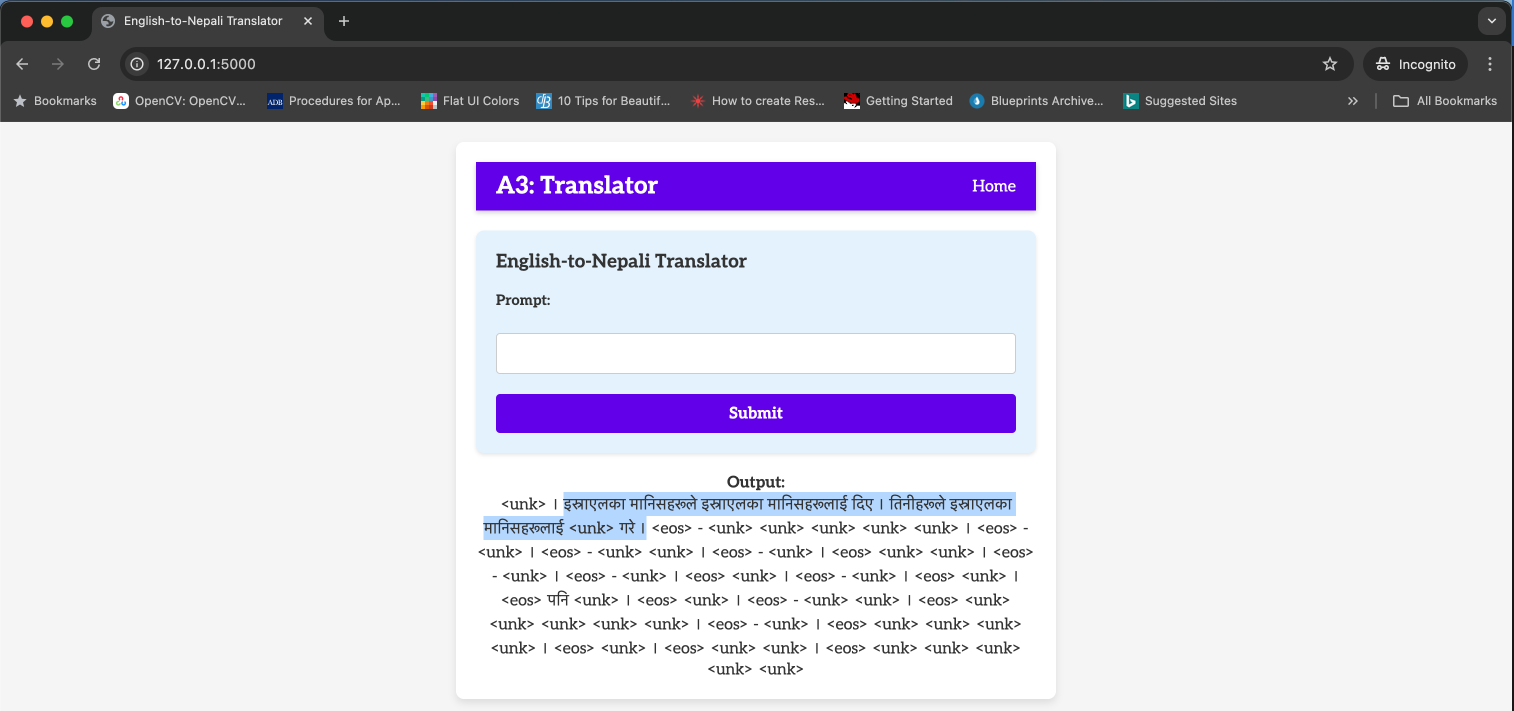 English-to-Nepali Translator
127.0.0.1:5000
Incognito
Bookmarks
OpenCV: OpenCV...
Procedures for Ap...
Flat UI Colors
10 Tips for Beautif...
How to create Res...
Getting Started
Blueprints Archive...
Suggested Sites
All Bookmarks
A3: Translator
Home
English-to-Nepali Translator
Prompt:
Submit
Output:
<unk> । इस्राएलका मानिसहरूले इस्राएलका मानिसहरूलाई दिए । तिनीहरूले इस्राएलका
मानिसहरूलाई <unk> गरे । <eos> - <unk> <unk> <unk> <unk> <unk> । <eos> -
<unk> । <eos> - <unk> <unk> । <eos> - <unk> । <eos> <unk> <unk> । <eos>
- <unk> । <eos> - <unk> । <eos> <unk> । <eos> - <unk> । <eos> <unk> ।
<eos> पनि <unk> । <eos> <unk> । <eos> - <unk> <unk> । <eos> <unk>
<unk> <unk> <unk> <unk> । <eos> - <unk> । <eos> <unk> <unk> <unk>
<unk> । <eos> <unk> । <eos> <unk> <unk> । <eos> <unk> <unk> <unk>
<unk> <unk>